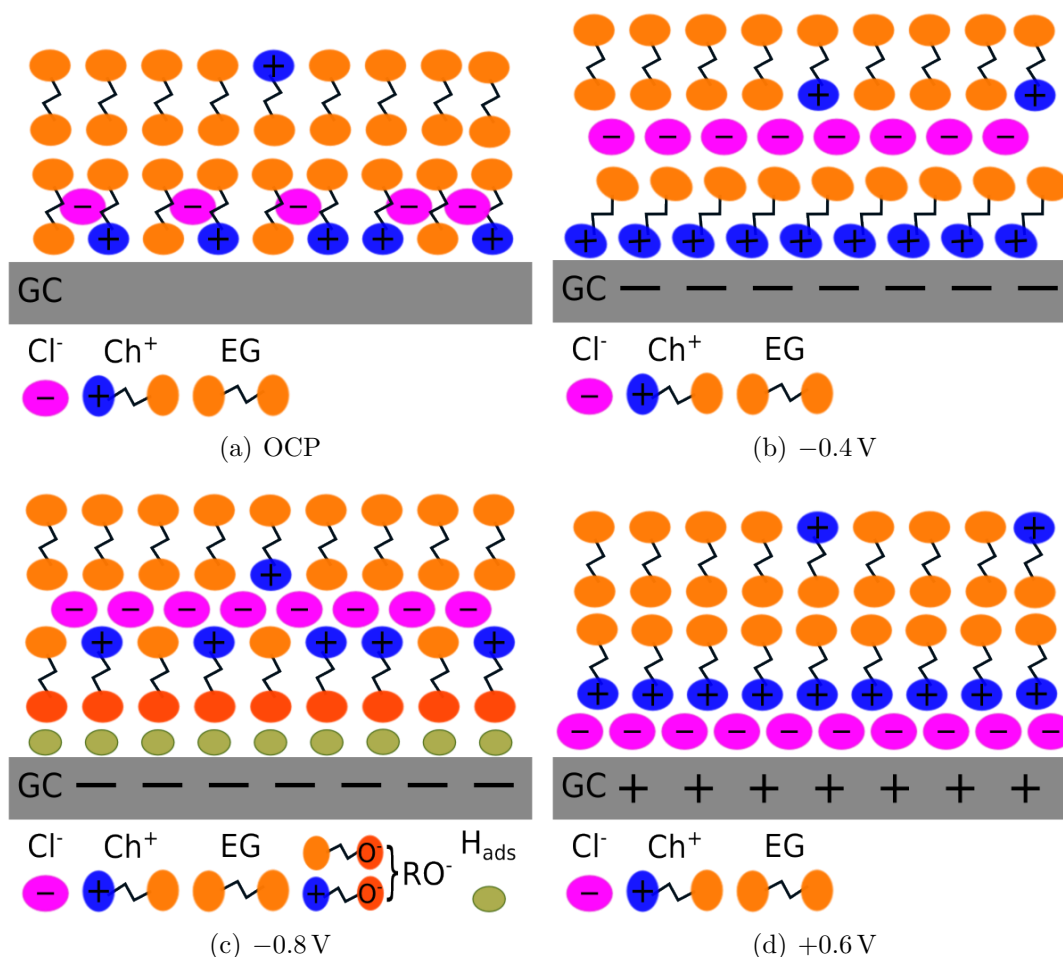 GC
Cl⁻ Ch⁺ EG
(a) OCP
GC
Cl⁻ Ch⁺ EG
(b) −0.4 V
GC
Cl⁻ Ch⁺ EG
O⁻
O⁻
} RO⁻
H_ads
(c) −0.8 V
GC
Cl⁻ Ch⁺ EG
(d) +0.6 V